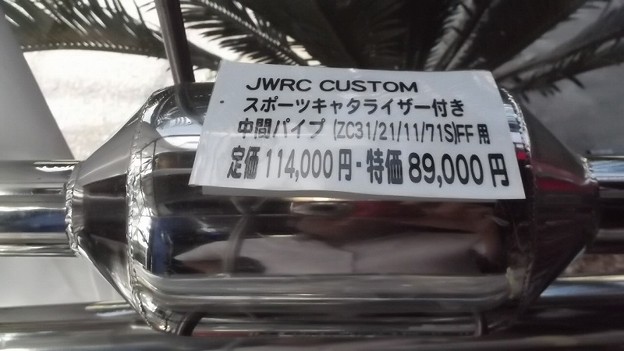 JWRC CUSTOM
スポーツキャタライザー付き
中間パイプ (ZC31/21/11/71S)FF用
定価 114,000円・特価 89,000円